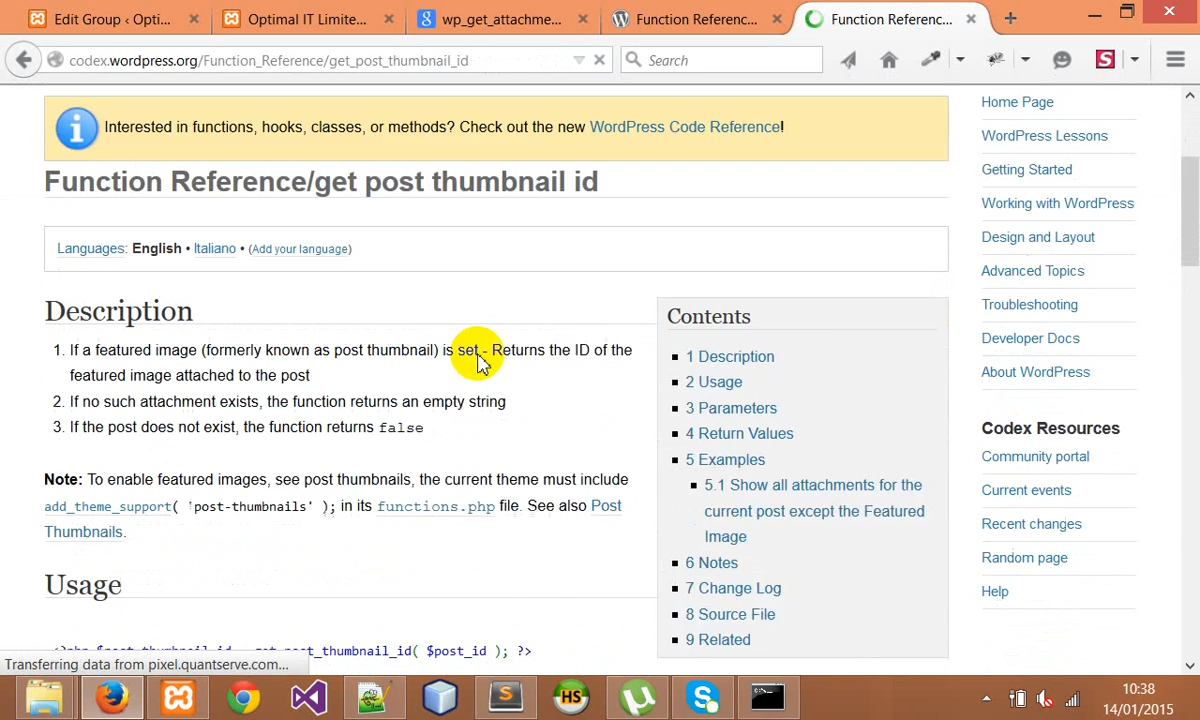 Edit Group ‹ Opti...
Optimal IT Limite...
wp_get_attachme...
Function Referenc...
Function Referenc...
codex.wordpress.org/Function_Reference/get_post_thumbnail_id
Search
Interested in functions, hooks, classes, or methods? Check out the new WordPress Code Reference!
Function Reference/get post thumbnail id
Languages: English • Italiano • (Add your language)
Description
1. If a featured image (formerly known as post thumbnail) is set - Returns the ID of the
featured image attached to the post
2. If no such attachment exists, the function returns an empty string
3. If the post does not exist, the function returns false
Note: To enable featured images, see post thumbnails, the current theme must include
add_theme_support( 'post-thumbnails' ); in its functions.php file. See also Post
Thumbnails.
Usage
<?php $post_thumbnail_id = get_post_thumbnail_id( $post_id ); ?>
Contents
1 Description
2 Usage
3 Parameters
4 Return Values
5 Examples
5.1 Show all attachments for the
current post except the Featured
Image
6 Notes
7 Change Log
8 Source File
9 Related
Home Page
WordPress Lessons
Getting Started
Working with WordPress
Design and Layout
Advanced Topics
Troubleshooting
Developer Docs
About WordPress
Codex Resources
Community portal
Current events
Recent changes
Random page
Help
Transferring data from pixel.quantserve.com...
S
HS
10:38
14/01/2015